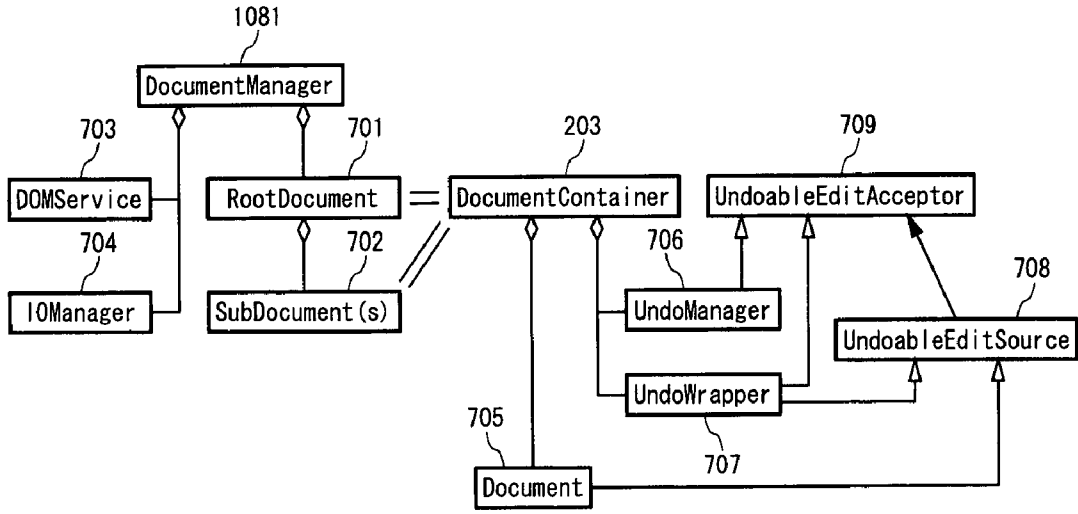 1081
DocumentManager
703
701
203
709
DOMService
RootDocument
DocumentContainer
UndoableEditAcceptor
704
702
706
708
IOManager
SubDocument(s)
UndoManager
UndoableEditSource
UndoWrapper
705
707
Document